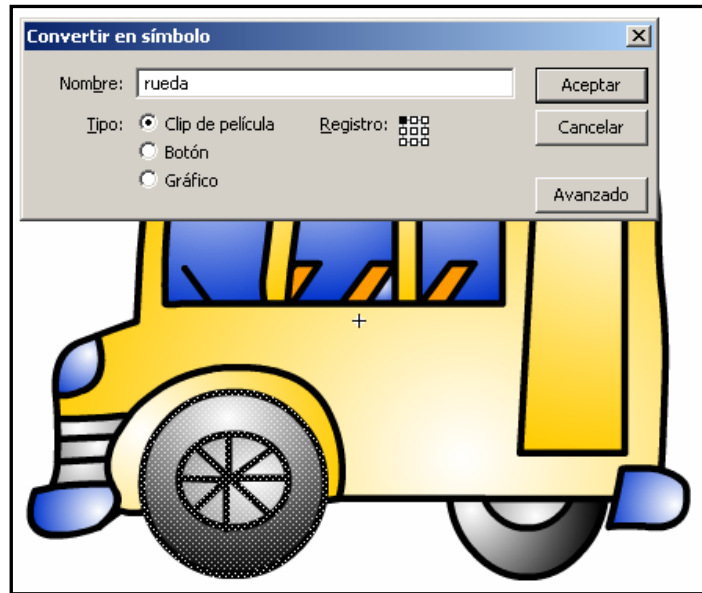 Convertir en símbolo
Nombre: rueda
Aceptar
Tipo: Clip de película Registro:
Cancelar
Botón
Gráfico
Avanzado